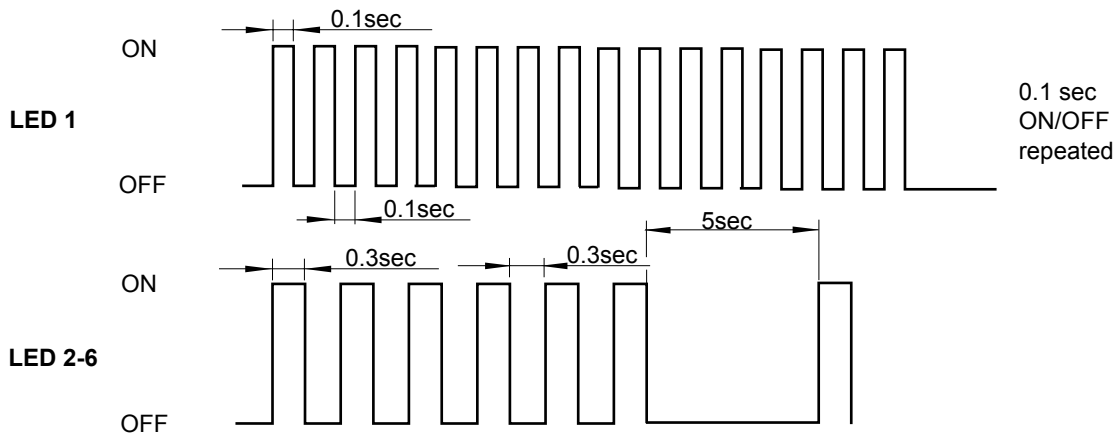 0.1sec
ON
LED 1
OFF
0.1 sec
ON/OFF
repeated
0.1sec
5sec
0.3sec
0.3sec
ON
LED 2-6
OFF